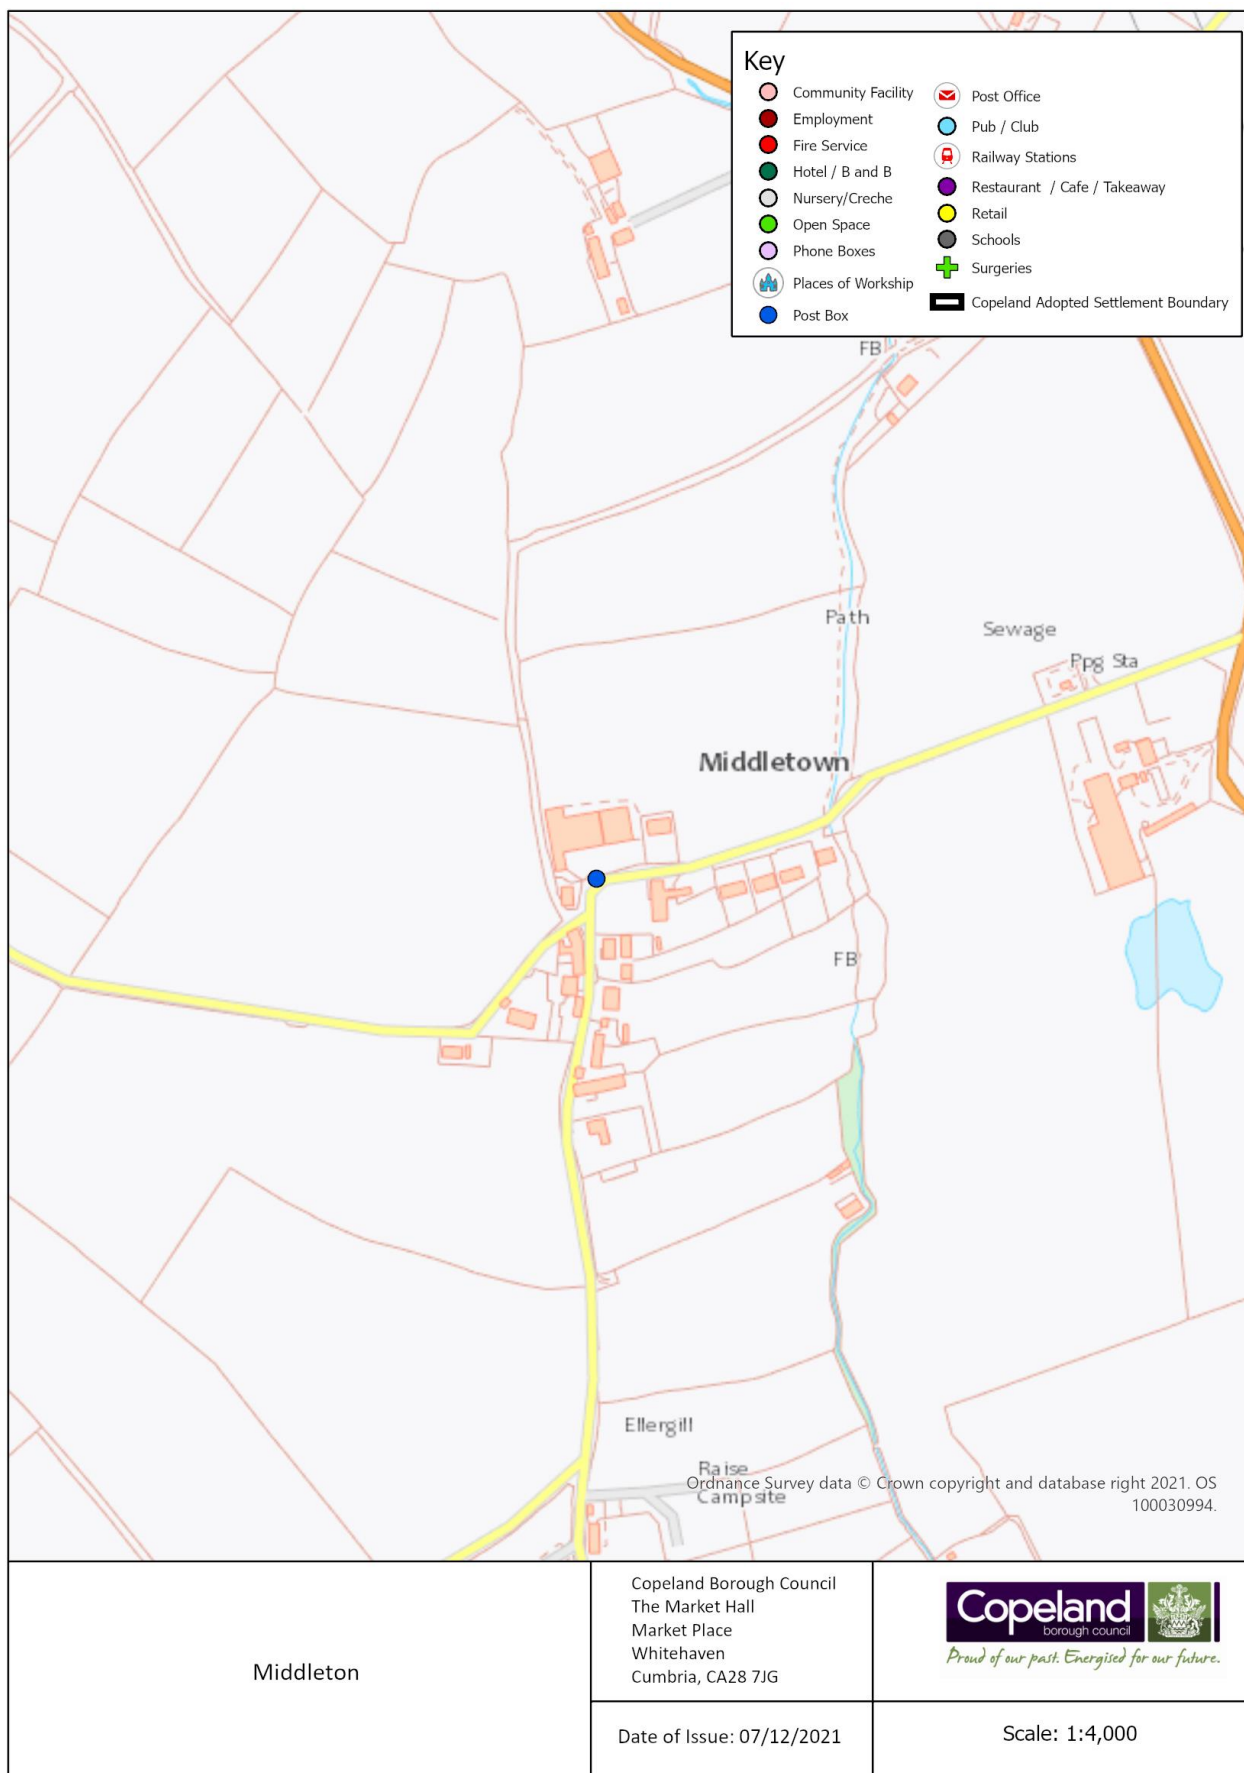 Key
Community Facility
Employment
Fire Service
Hotel / B and B
Nursery/Creche
Open Space
Phone Boxes
Places of Workship
Post Box
Post Office
Pub / Club
Railway Stations
Restaurant / Cafe / Takeaway
Retail
Schools
Surgeries
Copeland Adopted Settlement Boundary
FB
Path
Sewage
Ppg Sta
Middletown
FB
Ellergill
Raise
Campsite
Ordnance Survey data © Crown copyright and database right 2021. OS
100030994.
Middleton
Copeland Borough Council
The Market Hall
Market Place
Whitehaven
Cumbria, CA28 7JG
Date of Issue: 07/12/2021
Copeland
borough council
Proud of our past. Energised for our future.
Scale: 1:4,000